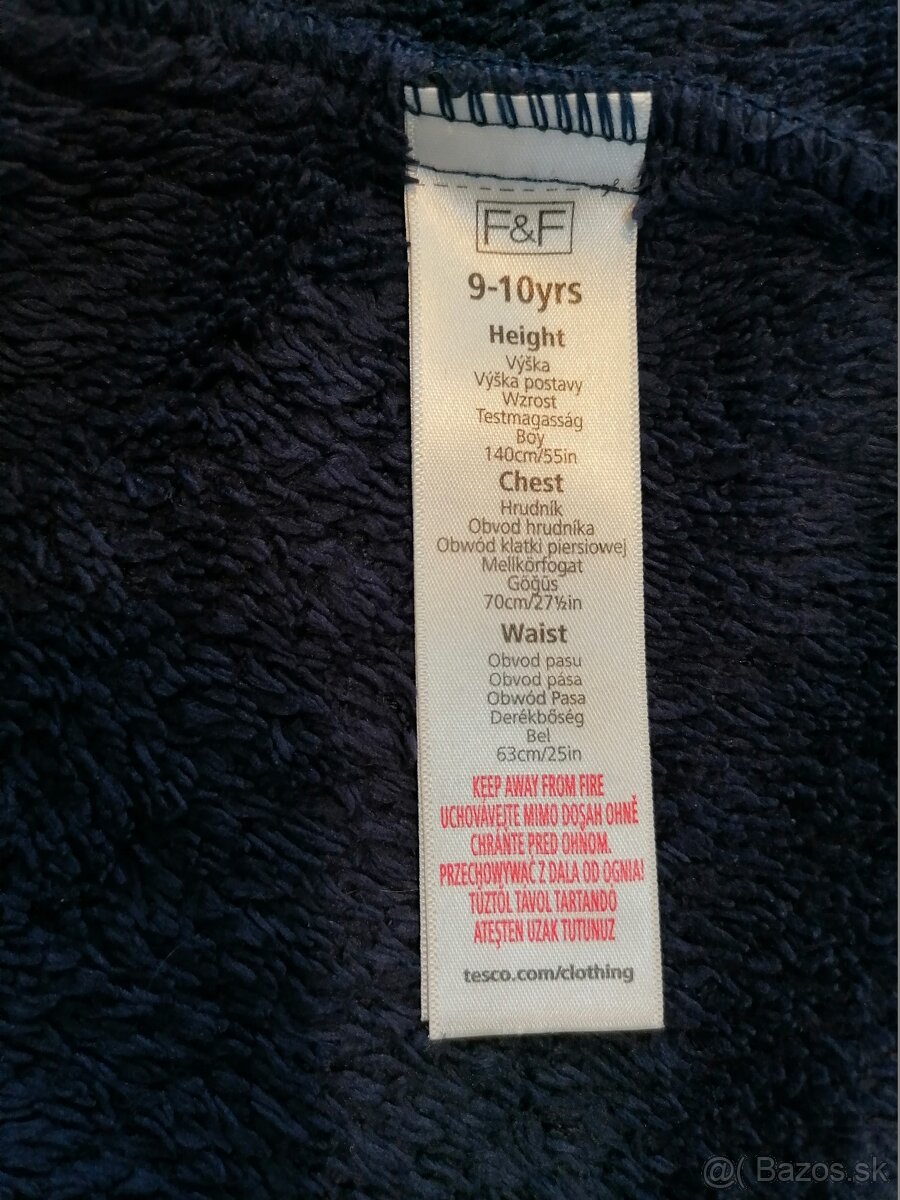 F&F
9-10yrs
Height
Výška
Výška postavy
Wzrost
Testmagasság
Boy
140cm/55in
Chest
Hrudník
Obvod hrudníka
Obwód klatki piersiowej
Mellkörfogat
Göğüs
70cm/27½in
Waist
Obvod pasu
Obvod pása
Obwód Pasa
Derékbőség
Bel
63cm/25in
KEEP AWAY FROM FIRE
UCHOVÁVEJTE MIMO DOSAH OHNĚ
CHRÁŇTE PRED OHŇOM.
PRZECHOWYWAĆ Z DALA OD OGNIA!
TŰZTŐL TÁVOL TARTANDÓ
ATEŞTEN UZAK TUTUNUZ
tesco.com/clothing
@( Bazos.sk